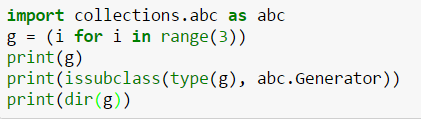 import collections.abc as abc
g = (i for i in range(3))
print(g)
print(issubclass(type(g), abc.Generator))
print(dir(g))